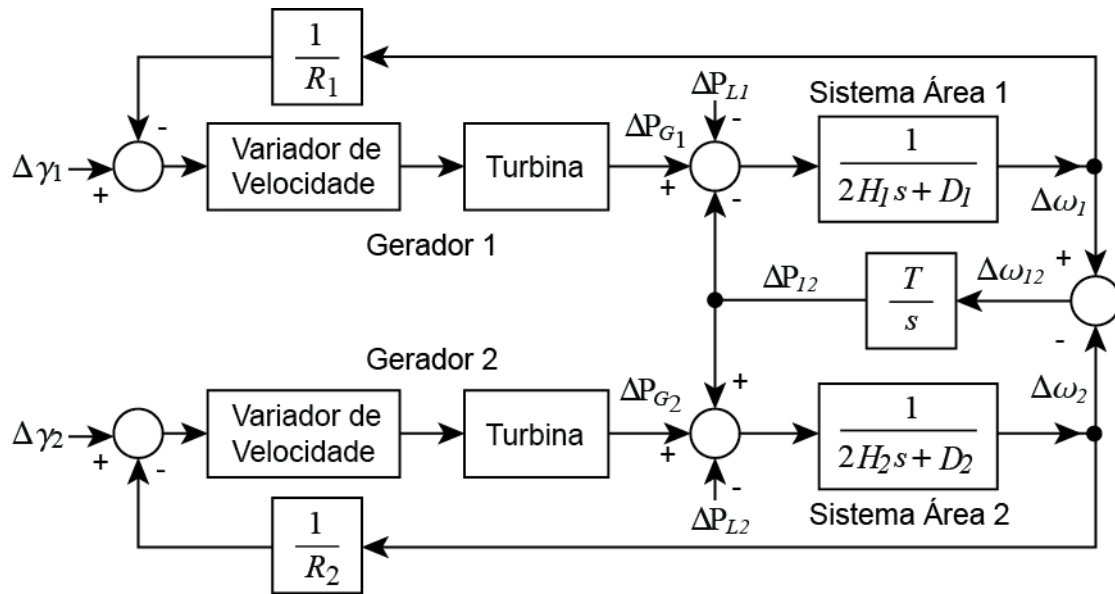 1
R1
-
ΔPL1
-
Sistema Área 1
Δγ1
+
Variador de
Velocidade
Turbina
ΔPG1
+
-
1
2H1s + D1
Δω1
Gerador 1
+
ΔP12
T
s
Δω12
-
Gerador 2
Δγ2
+
-
Variador de
Velocidade
Turbina
ΔPG2
+
+
-
1
2H2s + D2
Δω2
ΔPL2
Sistema Área 2
1
R2